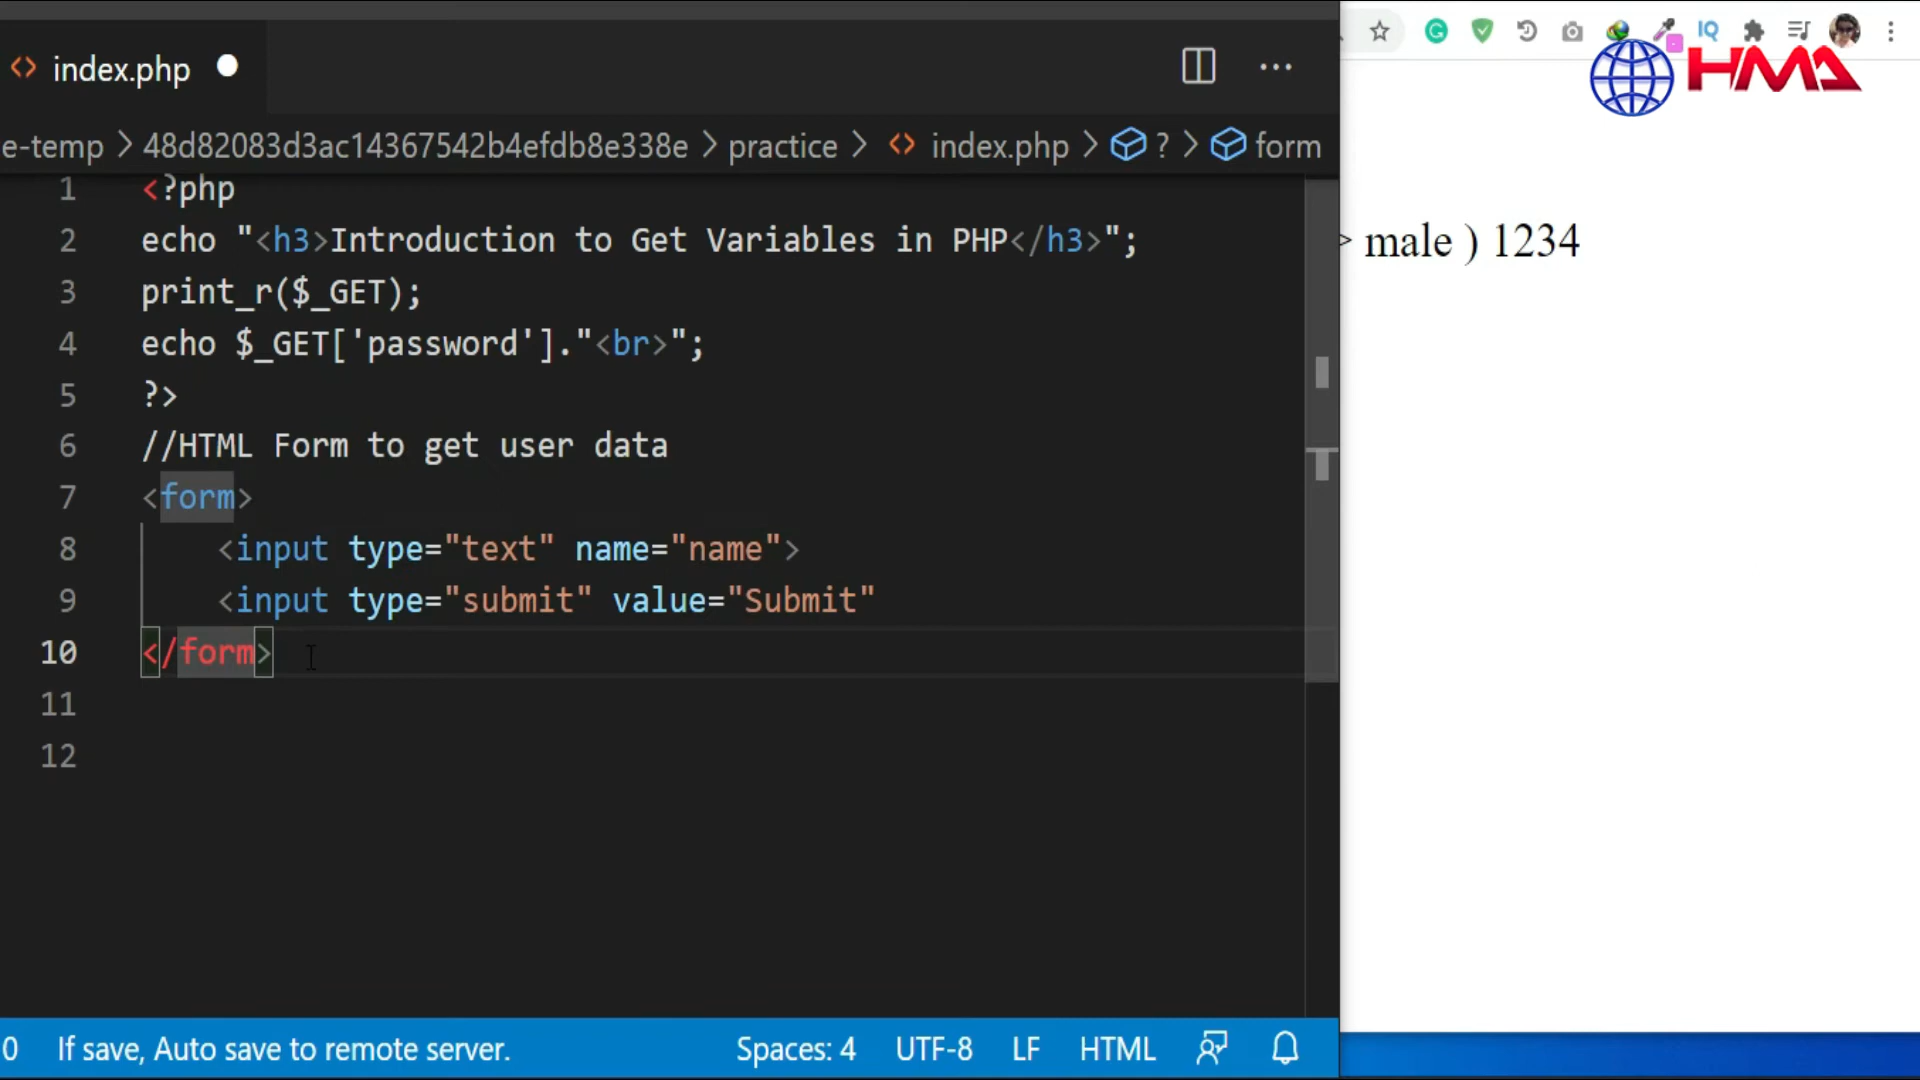 index.php
e-temp > 48d82083d3ac14367542b4efdb8e338e > practice > index.php > ? > form
1 <?php
2 echo "<h3>Introduction to Get Variables in PHP</h3>";
3 print_r($_GET);
4 echo $_GET['password']."<br>";
5 ?>
6 //HTML Form to get user data
7 <form>
8 <input type="text" name="name">
9 <input type="submit" value="Submit"
10 </form>
11
12
0 If save, Auto save to remote server. Spaces: 4 UTF-8 LF HTML
IQ
HMA
> male ) 1234